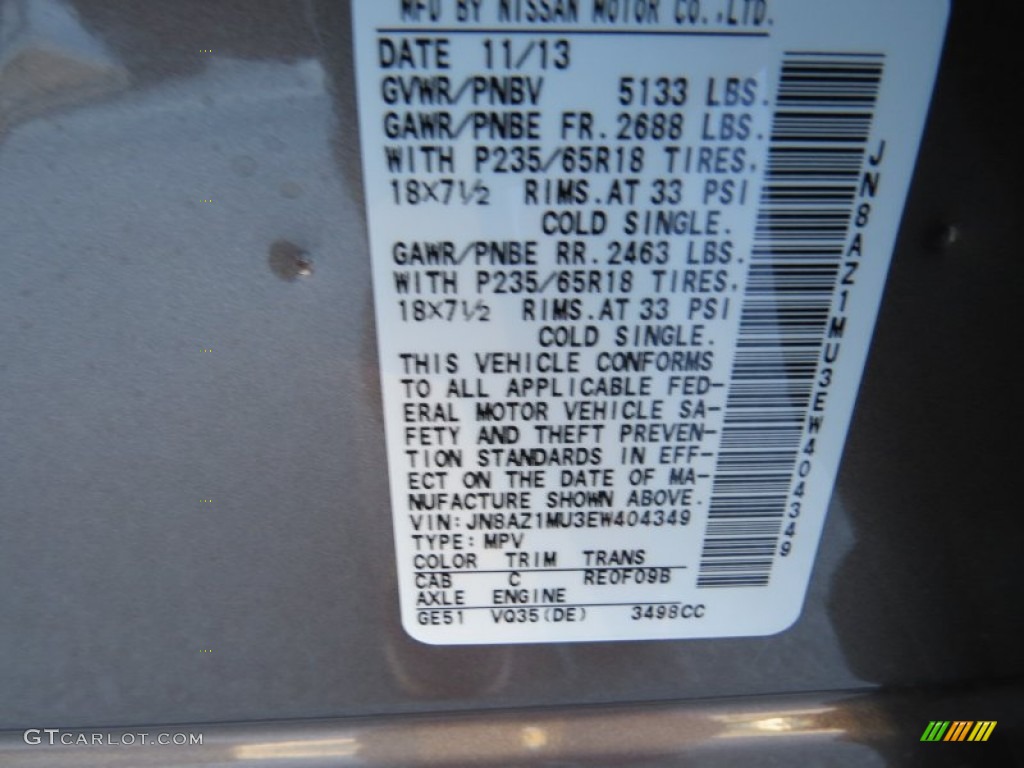 MFD BY NISSAN MOTOR CO.,LTD.
DATE 11/13
GVWR/PNBV 5133 LBS.
GAWR/PNBE FR. 2688 LBS.
WITH P235/65R18 TIRES.
18×7½ RIMS.AT 33 PSI
COLD SINGLE.
GAWR/PNBE RR. 2463 LBS.
WITH P235/65R18 TIRES.
18×7½ RIMS.AT 33 PSI
COLD SINGLE.
THIS VEHICLE CONFORMS
TO ALL APPLICABLE FED-
ERAL MOTOR VEHICLE SA-
FETY AND THEFT PREVEN-
TION STANDARDS IN EFF-
ECT ON THE DATE OF MA-
NUFACTURE SHOWN ABOVE.
VIN:JN8AZ1MU3EW404349
TYPE:MPV
COLOR TRIM TRANS
CAB C RE0F09B
AXLE ENGINE
GE51 VQ35(DE) 3498CC
JN8AZ1MU3EW404349
GTCARLOT.COM